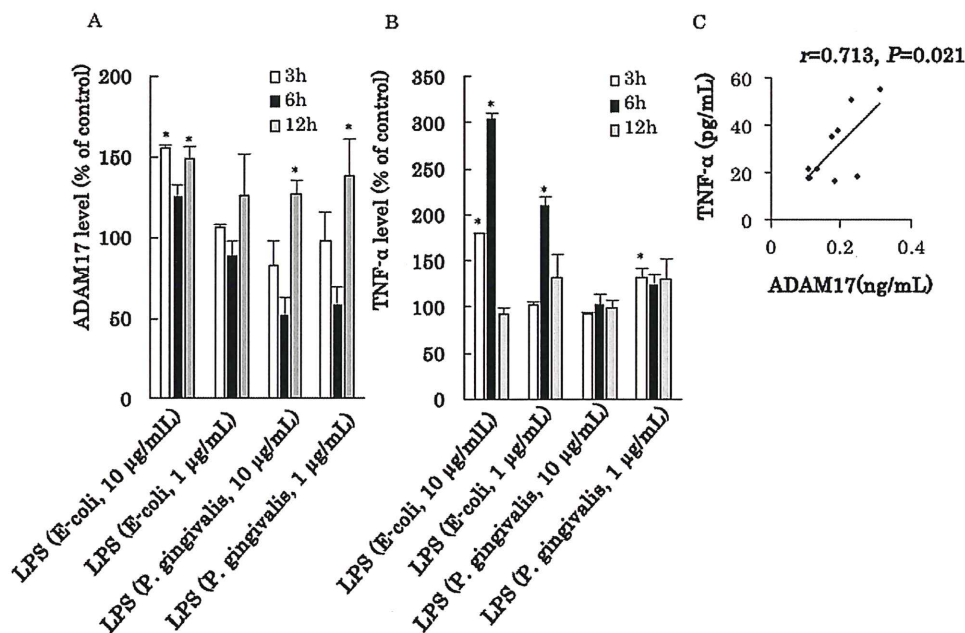 A
ADAM17 level (% of control)
200
150
100
50
0
3h
6h
12h
*
*
*
*
LPS (E-coli, 10 µg/mlL)
LPS (E-coli, 1 µg/mL)
LPS (P. gingivalis, 10 µg/mL)
LPS (P. gingivalis, 1 µg/mL)
B
TNF-α level (% of control)
350
300
250
200
150
100
50
0
3h
6h
12h
*
*
*
*
LPS (E-coli, 10 µg/mlL)
LPS (E-coli, 1 µg/mL)
LPS (P. gingivalis, 10 µg/mL)
LPS (P. gingivalis, 1 µg/mL)
C
r=0.713, P=0.021
TNF-α (pg/mL)
60
40
20
0
0
0.2
0.4
ADAM17(ng/mL)